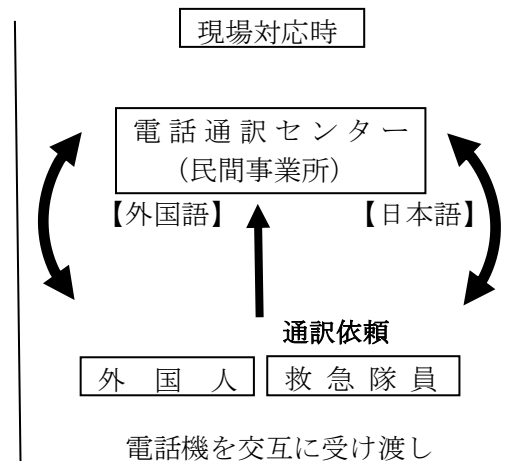 現場対応時
電話通訳センター
（民間事業所）
【外国語】 【日本語】
通訳依頼
外国人 救急隊員
電話機を交互に受け渡し